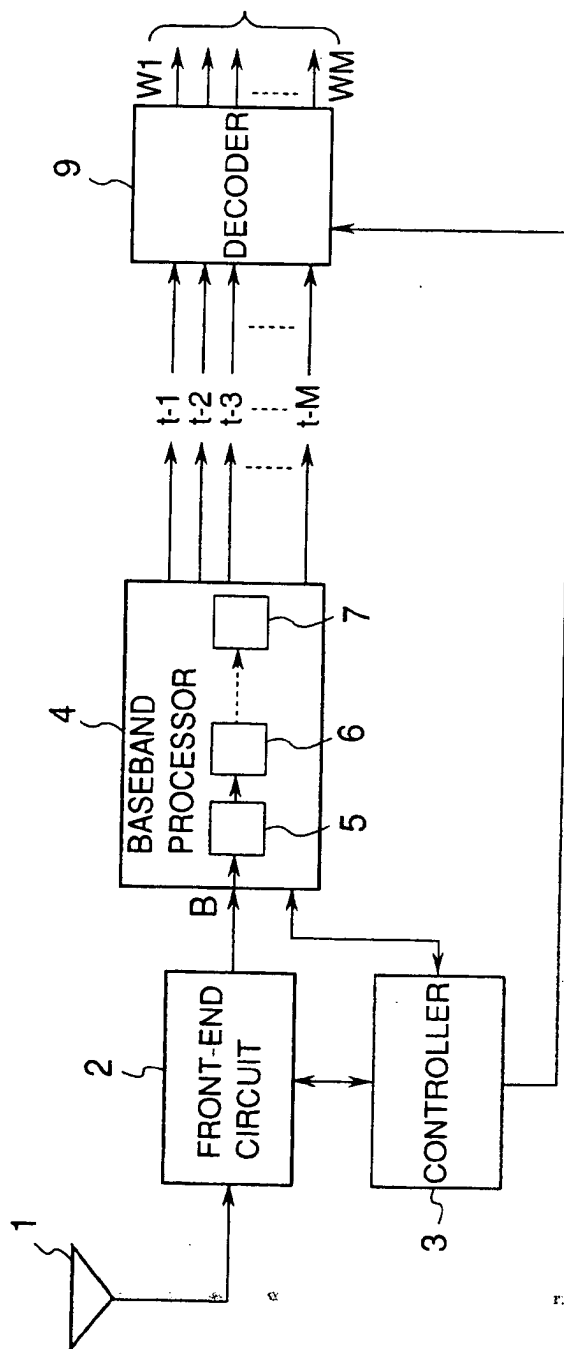 1
2
FRONT-END
CIRCUIT
3
CONTROLLER
B
4
BASEBAND
PROCESSOR
5
6
7
t-1
t-2
t-3
t-M
9
DECODER
W1
WM